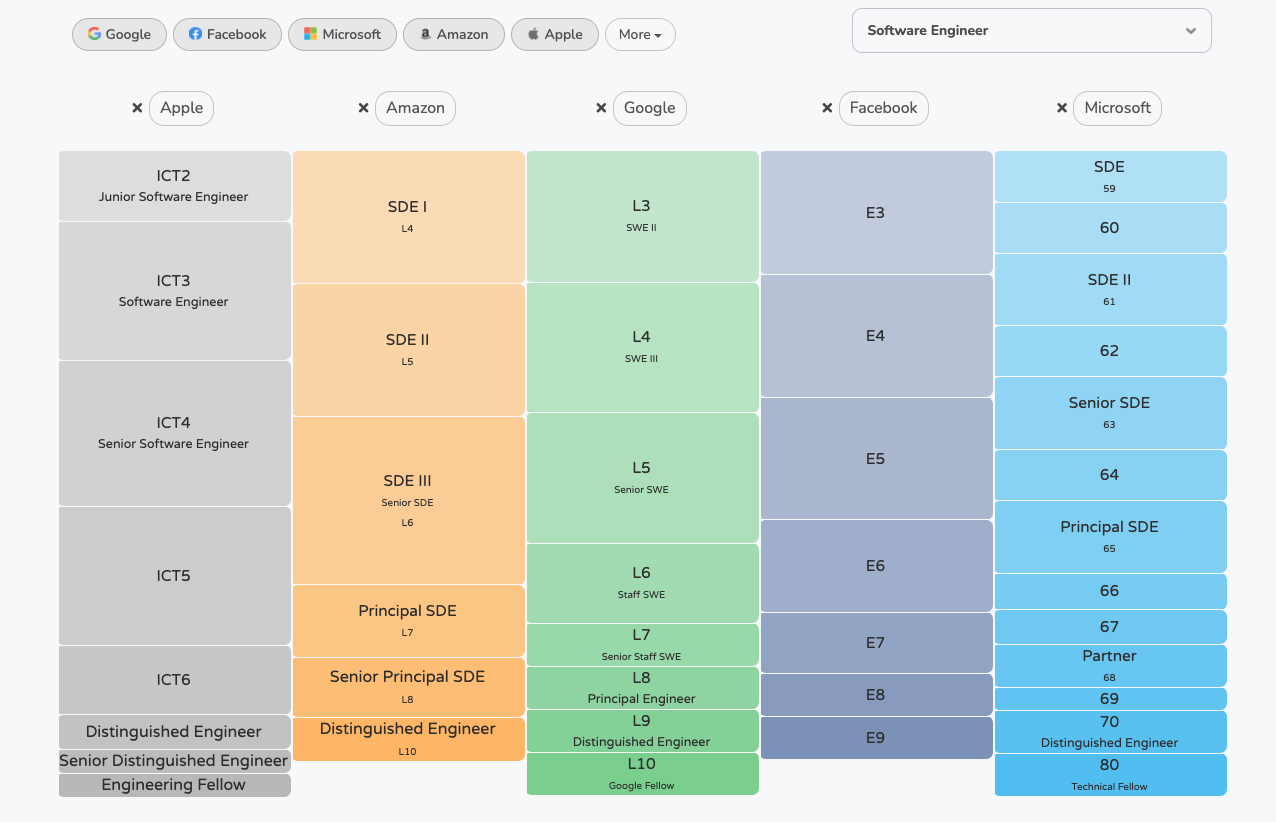 Google
Facebook
Microsoft
Amazon
Apple
More
Software Engineer
Apple
Amazon
Google
Facebook
Microsoft
ICT2
Junior Software Engineer
ICT3
Software Engineer
ICT4
Senior Software Engineer
ICT5
ICT6
Distinguished Engineer
Senior Distinguished Engineer
Engineering Fellow
SDE I
L4
SDE II
L5
SDE III
Senior SDE
L6
Principal SDE
L7
Senior Principal SDE
L8
Distinguished Engineer
L10
L3
SWE II
L4
SWE III
L5
Senior SWE
L6
Staff SWE
L7
Senior Staff SWE
L8
Principal Engineer
L9
Distinguished Engineer
L10
Google Fellow
E3
E4
E5
E6
E7
E8
E9
SDE
59
60
SDE II
61
62
Senior SDE
63
64
Principal SDE
65
66
67
Partner
68
69
70
Distinguished Engineer
80
Technical Fellow